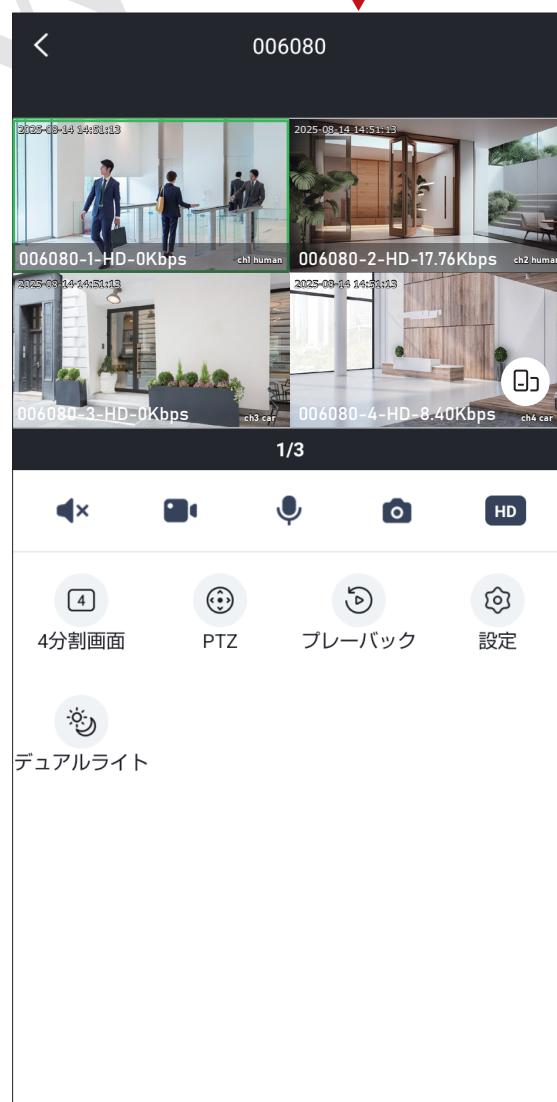 006080
2025-08-14 14:51:13
2025-08-14 14:51:13
006080-1-HD-0Kbps
ch1 human
006080-2-HD-17.76Kbps
ch2 human
2025-08-14 14:51:13
2025-08-14 14:51:13
006080-3-HD-0Kbps
ch3 car
006080-4-HD-8.40Kbps
ch4 car
1/3
HD
4
4分割画面
PTZ
プレーバック
設定
デュアルライト